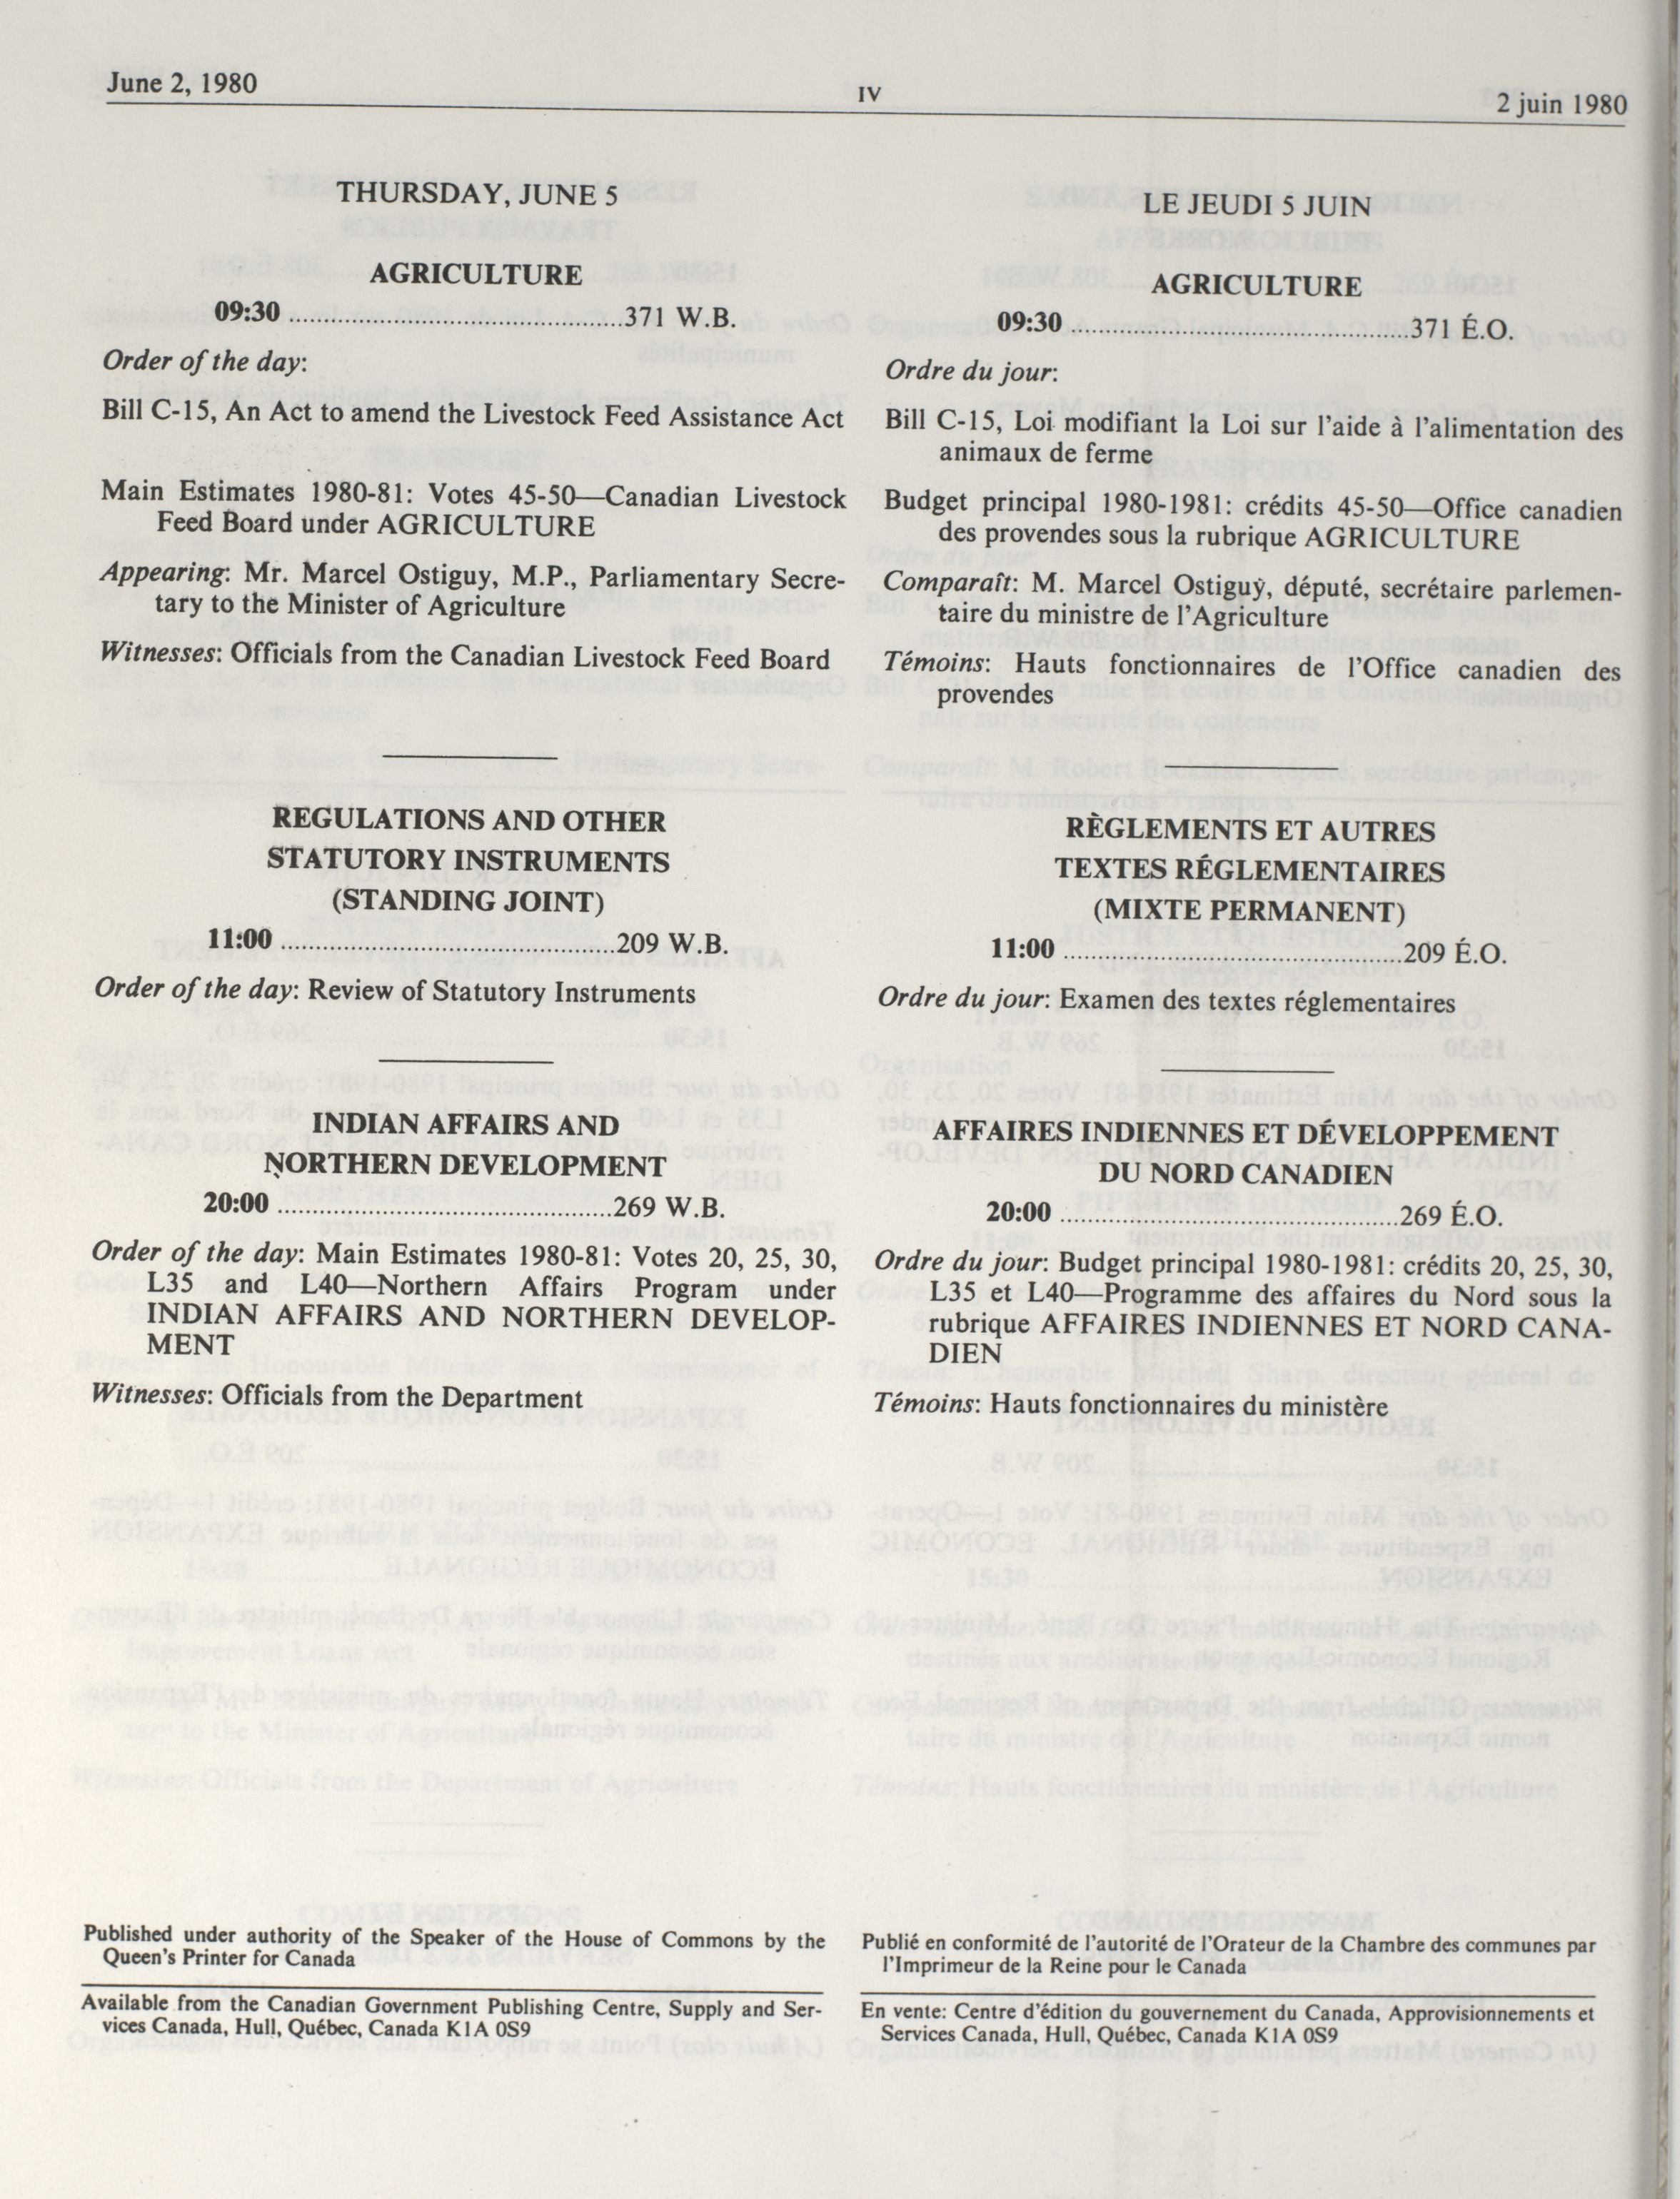 June 2, 1980
IV
2 juin 1980
THURSDAY, JUNE 5
AGRICULTURE
09:30 ............................................................371 W.B.
Order of the day:
Bill C-15, An Act to amend the Livestock Feed Assistance Act
Main Estimates 1980-81: Votes 45-50—Canadian Livestock
Feed Board under AGRICULTURE
Appearing: Mr. Marcel Ostiguy, M.P., Parliamentary Secre-
tary to the Minister of Agriculture
Witnesses: Officials from the Canadian Livestock Feed Board
REGULATIONS AND OTHER
STATUTORY INSTRUMENTS
(STANDING JOINT)
11:00 ............................................................209 W.B.
Order of the day: Review of Statutory Instruments
INDIAN AFFAIRS AND
NORTHERN DEVELOPMENT
20:00 ............................................................269 W.B.
Order of the day: Main Estimates 1980-81: Votes 20, 25, 30,
L35 and L40—Northern Affairs Program under
INDIAN AFFAIRS AND NORTHERN DEVELOP-
MENT
Witnesses: Officials from the Department
LE JEUDI 5 JUIN
AGRICULTURE
09:30 ............................................................371 É.O.
Ordre du jour:
Bill C-15, Loi modifiant la Loi sur l'aide à l'alimentation des
animaux de ferme
Budget principal 1980-1981: crédits 45-50—Office canadien
des provendes sous la rubrique AGRICULTURE
Comparaît: M. Marcel Ostiguy, député, secrétaire parlemen-
taire du ministre de l'Agriculture
Témoins: Hauts fonctionnaires de l'Office canadien des
provendes
RÈGLEMENTS ET AUTRES
TEXTES RÉGLEMENTAIRES
(MIXTE PERMANENT)
11:00 ............................................................209 É.O.
Ordre du jour: Examen des textes réglementaires
AFFAIRES INDIENNES ET DÉVELOPPEMENT
DU NORD CANADIEN
20:00 ............................................................269 É.O.
Ordre du jour: Budget principal 1980-1981: crédits 20, 25, 30,
L35 et L40—Programme des affaires du Nord sous la
rubrique AFFAIRES INDIENNES ET NORD CANA-
DIEN
Témoins: Hauts fonctionnaires du ministère
Published under authority of the Speaker of the House of Commons by the
Queen's Printer for Canada
Available from the Canadian Government Publishing Centre, Supply and Ser-
vices Canada, Hull, Québec, Canada K1A 0S9
Publié en conformité de l'autorité de l'Orateur de la Chambre des communes par
l'Imprimeur de la Reine pour le Canada
En vente: Centre d'édition du gouvernement du Canada, Approvisionnements et
Services Canada, Hull, Québec, Canada K1A 0S9